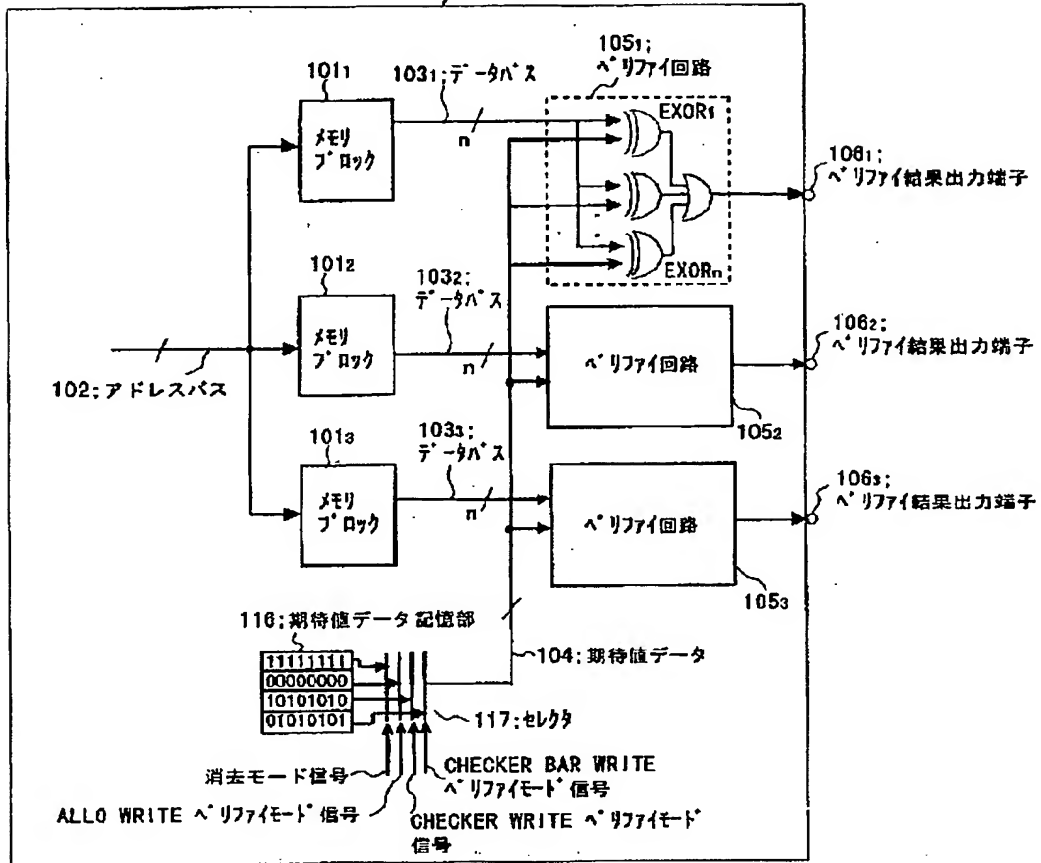 105₁;
ベリファイ回路
101₁
103₁;データバス
n
EXOR₁
メモリ
ブロック
106₁;
ベリファイ結果出力端子
EXORn
101₂
103₂;
データバス
メモリ
ブロック
n
ベリファイ回路
106₂;
ベリファイ結果出力端子
102;アドレスバス
105₂
101₃
103₃;
データバス
メモリ
ブロック
n
ベリファイ回路
106₃;
ベリファイ結果出力端子
105₃
116;期待値データ記憶部
11111111
00000000
10101010
01010101
104;期待値データ
117;セレクタ
消去モード信号
CHECKER BAR WRITE
ベリファイモード信号
ALL0 WRITE ベリファイモード信号
CHECKER WRITE ベリファイモード
信号